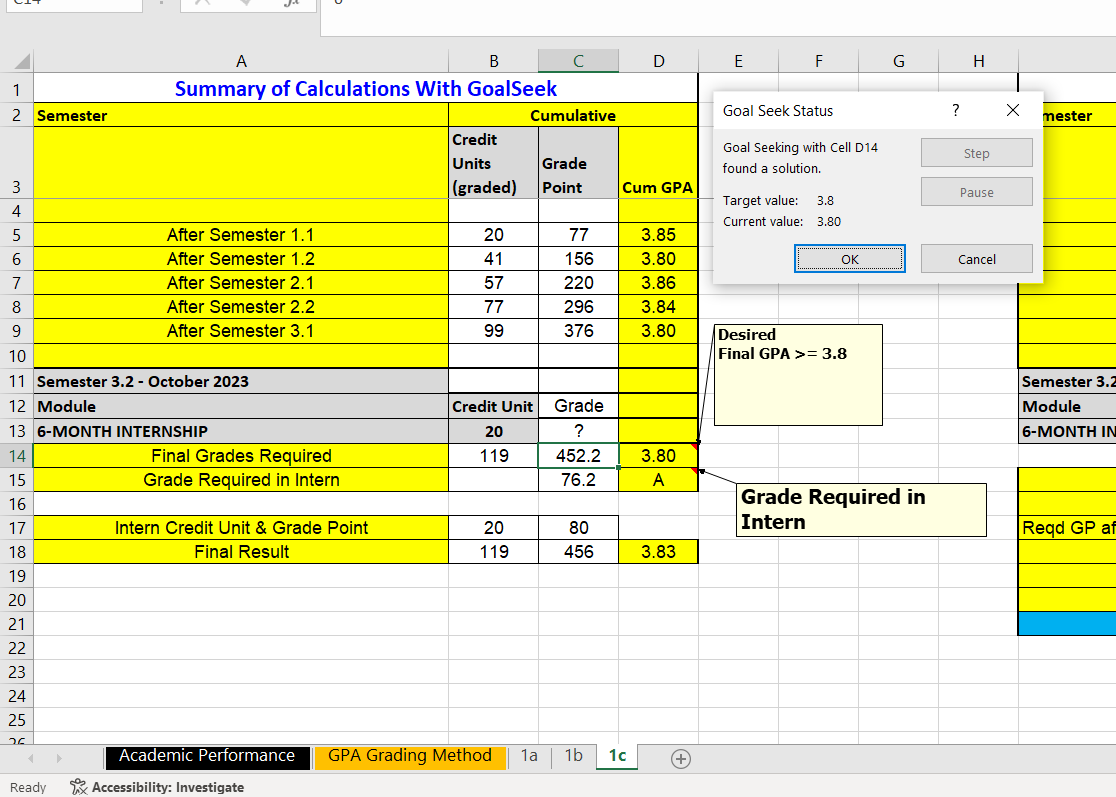 A B C D E F G H
1 Summary of Calculations With GoalSeek
2 Semester Cumulative
3 Credit Units (graded) Grade Point Cum GPA
4
5 After Semester 1.1 20 77 3.85
6 After Semester 1.2 41 156 3.80
7 After Semester 2.1 57 220 3.86
8 After Semester 2.2 77 296 3.84
9 After Semester 3.1 99 376 3.80
10
11 Semester 3.2 - October 2023
12 Module Credit Unit Grade
13 6-MONTH INTERNSHIP 20 ?
14 Final Grades Required 119 452.2 3.80
15 Grade Required in Intern 76.2 A
16
17 Intern Credit Unit & Grade Point 20 80
18 Final Result 119 456 3.83
19
20
21
22
23
24
25
Goal Seek Status ?
Goal Seeking with Cell D14
found a solution.
Step
Pause
Target value: 3.8
Current value: 3.80
OK Cancel
Desired
Final GPA >= 3.8
Grade Required in
Intern
mester
Semester 3.2
Module
6-MONTH IN
Reqd GP af
Academic Performance GPA Grading Method 1a 1b 1c
Ready Accessibility: Investigate